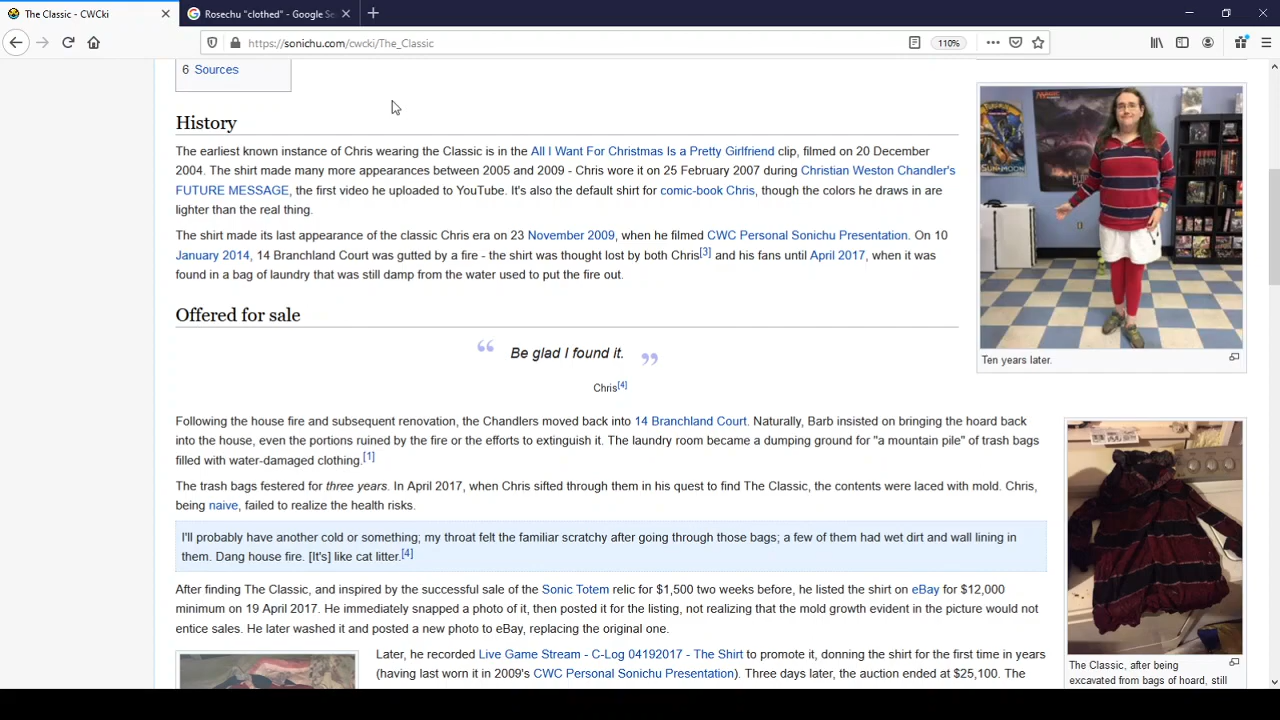 The Classic - CWCki
Rosechu "clothed" - Google Se
https://sonichu.com/cwcki/The_Classic
110%
6 Sources
History
The earliest known instance of Chris wearing the Classic is in the All I Want For Christmas Is a Pretty Girlfriend clip, filmed on 20 December
2004. The shirt made many more appearances between 2005 and 2009 - Chris wore it on 25 February 2007 during Christian Weston Chandler's
FUTURE MESSAGE, the first video he uploaded to YouTube. It's also the default shirt for comic-book Chris, though the colors he draws in are
lighter than the real thing.
The shirt made its last appearance of the classic Chris era on 23 November 2009, when he filmed CWC Personal Sonichu Presentation. On 10
January 2014, 14 Branchland Court was gutted by a fire - the shirt was thought lost by both Chris[3] and his fans until April 2017, when it was
found in a bag of laundry that was still damp from the water used to put the fire out.
Ten years later.
Offered for sale
“ Be glad I found it. ”
Chris[4]
Following the house fire and subsequent renovation, the Chandlers moved back into 14 Branchland Court. Naturally, Barb insisted on bringing the hoard back
into the house, even the portions ruined by the fire or the efforts to extinguish it. The laundry room became a dumping ground for "a mountain pile" of trash bags
filled with water-damaged clothing.[1]
The trash bags festered for three years. In April 2017, when Chris sifted through them in his quest to find The Classic, the contents were laced with mold. Chris,
being naive, failed to realize the health risks.
I'll probably have another cold or something; my throat felt the familiar scratchy after going through those bags; a few of them had wet dirt and wall lining in
them. Dang house fire. [It's] like cat litter.[4]
After finding The Classic, and inspired by the successful sale of the Sonic Totem relic for $1,500 two weeks before, he listed the shirt on eBay for $12,000
minimum on 19 April 2017. He immediately snapped a photo of it, then posted it for the listing, not realizing that the mold growth evident in the picture would not
entice sales. He later washed it and posted a new photo to eBay, replacing the original one.
Later, he recorded Live Game Stream - C-Log 04192017 - The Shirt to promote it, donning the shirt for the first time in years
(having last worn it in 2009's CWC Personal Sonichu Presentation). Three days later, the auction ended at $25,100. The
The Classic, after being
excavated from bags of hoard, still